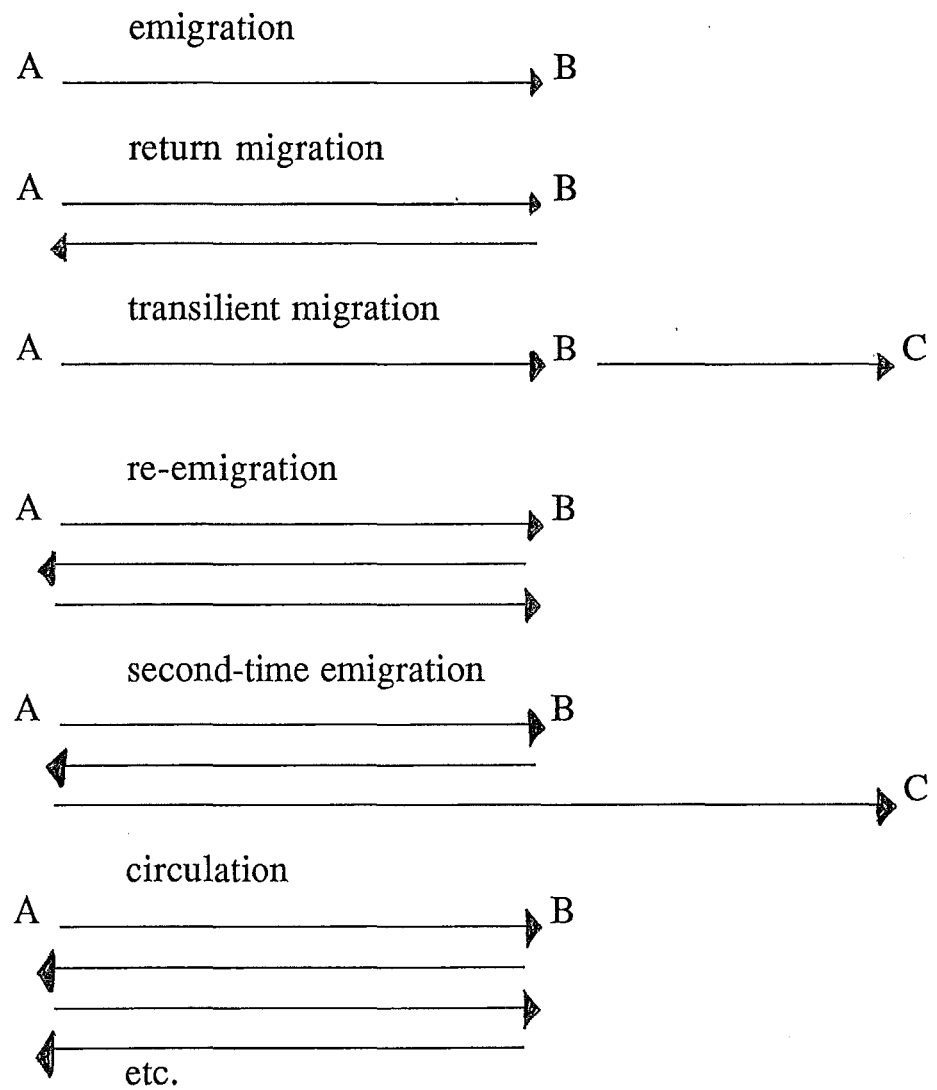 emigration
A B
return migration
A B
transilient migration
A B C
re-emigration
A B
second-time emigration
A B
C
circulation
A B
etc.